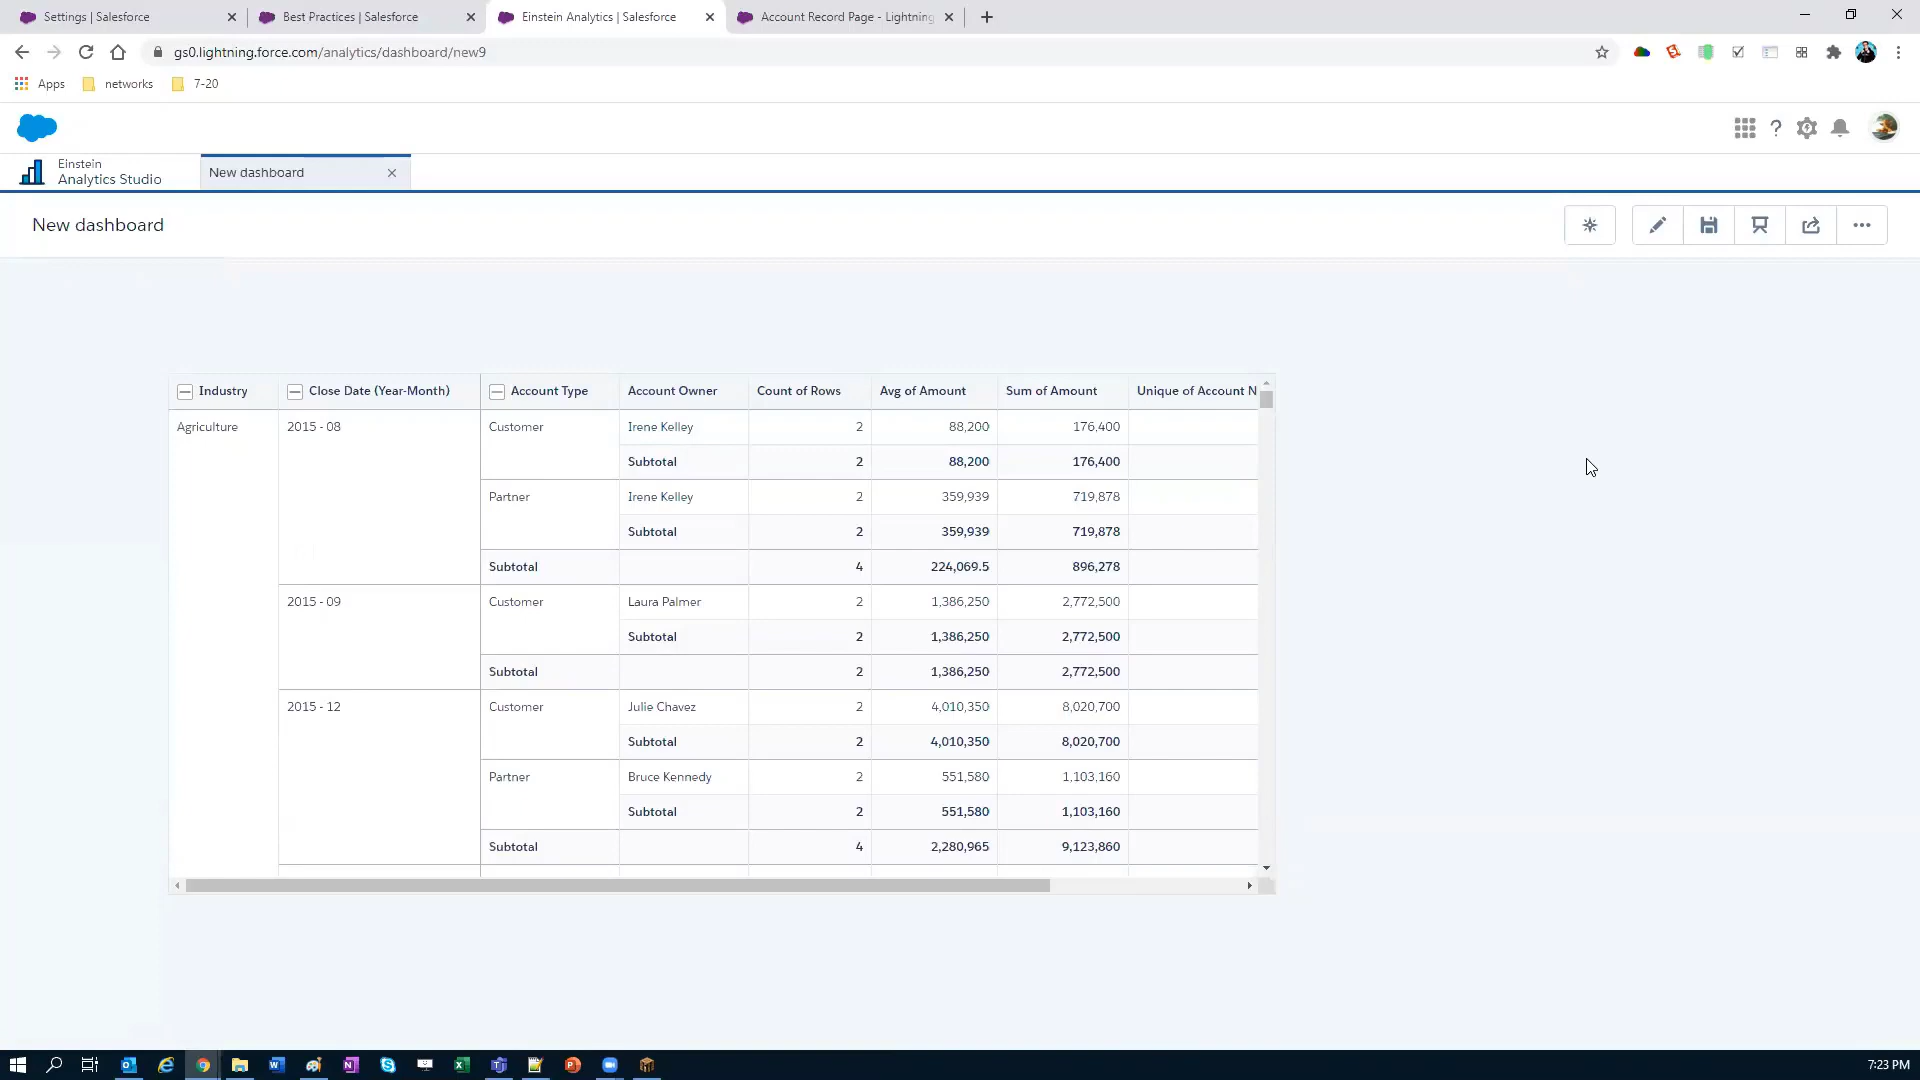 Settings | Salesforce
Best Practices | Salesforce
Einstein Analytics | Salesforce
Account Record Page - Lightning
gs0.lightning.force.com/analytics/dashboard/new9
Apps
networks
7-20
Einstein
Analytics Studio
New dashboard
New dashboard
Industry Close Date (Year-Month) Account Type Account Owner Count of Rows Avg of Amount Sum of Amount Unique of Account N
Agriculture 2015 - 08 Customer Irene Kelley 2 88,200 176,400
Subtotal 2 88,200 176,400
Partner Irene Kelley 2 359,939 719,878
Subtotal 2 359,939 719,878
Subtotal 4 224,069.5 896,278
2015 - 09 Customer Laura Palmer 2 1,386,250 2,772,500
Subtotal 2 1,386,250 2,772,500
Subtotal 2 1,386,250 2,772,500
2015 - 12 Customer Julie Chavez 2 4,010,350 8,020,700
Subtotal 2 4,010,350 8,020,700
Partner Bruce Kennedy 2 551,580 1,103,160
Subtotal 2 551,580 1,103,160
Subtotal 4 2,280,965 9,123,860
7:23 PM